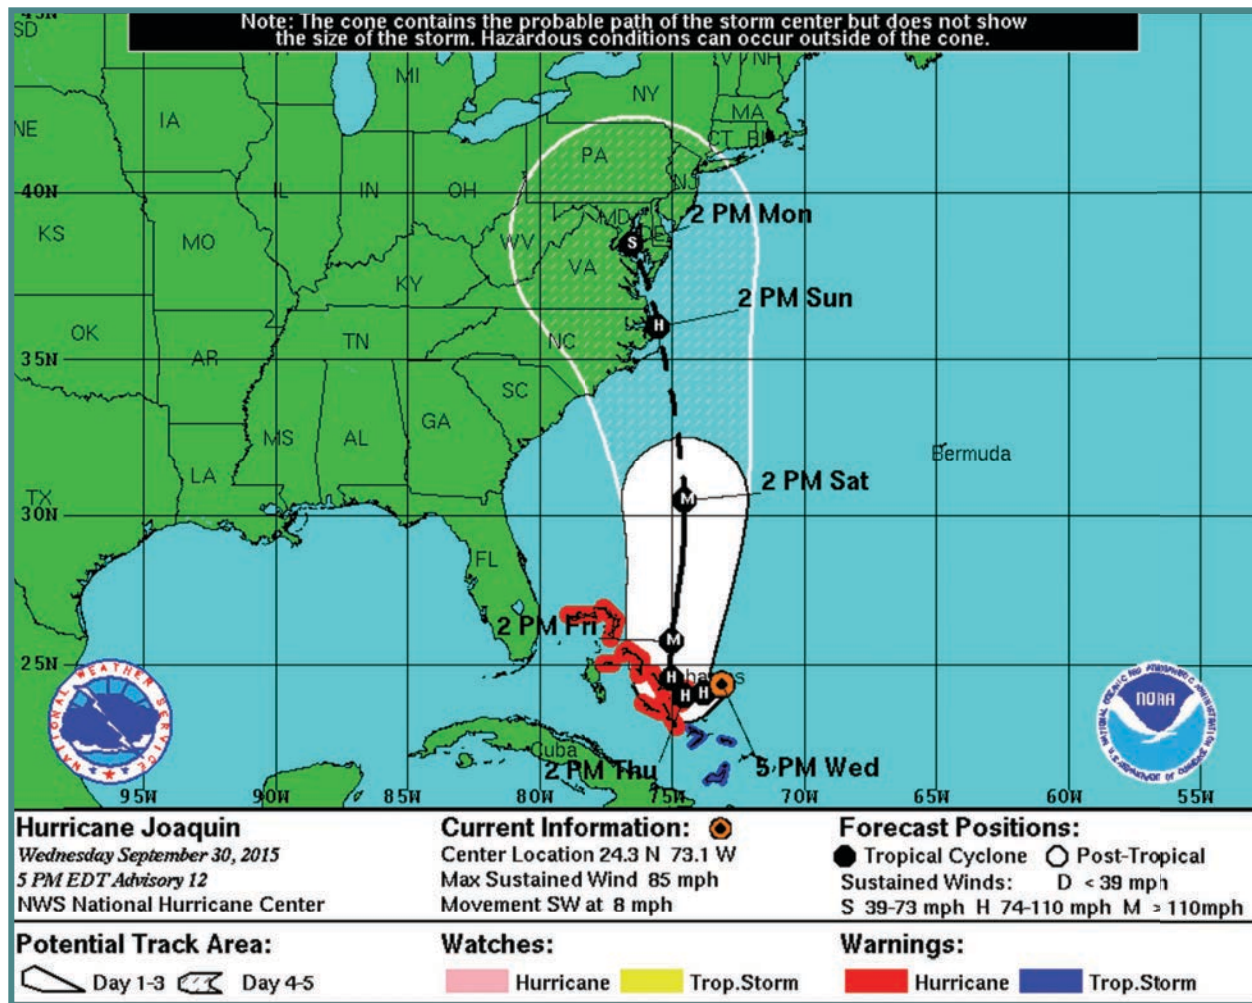 Note: The cone contains the probable path of the storm center but does not show
the size of the storm. Hazardous conditions can occur outside of the cone.
45N
SD
MI
NY
V
NH
MA
CT
RI
NE
IA
PA
NJ
40N
IL
IN
OH
MD
DE
2 PM Mon
KS
MO
WV
KY
VA
2 PM Sun
OK
TN
NC
35N
AR
SC
MS
AL
GA
Bermuda
LA
TX
2 PM Sat
30N
FL
2 PM Fri
25N
NATIONAL WEATHER SERVICE
NOAA
Cuba
2 PM Thu
5 PM Wed
95W 90W 85W 80W 75W 70W 65W 60W 55W
S
H
M
M
H
H
H
Hurricane Joaquin
Wednesday September 30, 2015
5 PM EDT Advisory 12
NWS National Hurricane Center
Current Information:
Center Location 24.3 N 73.1 W
Max Sustained Wind 85 mph
Movement SW at 8 mph
Forecast Positions:
Tropical Cyclone Post-Tropical
Sustained Winds: D < 39 mph
S 39-73 mph H 74-110 mph M > 110mph
Potential Track Area:
Day 1-3 Day 4-5
Watches:
Hurricane Trop.Storm
Warnings:
Hurricane Trop.Storm